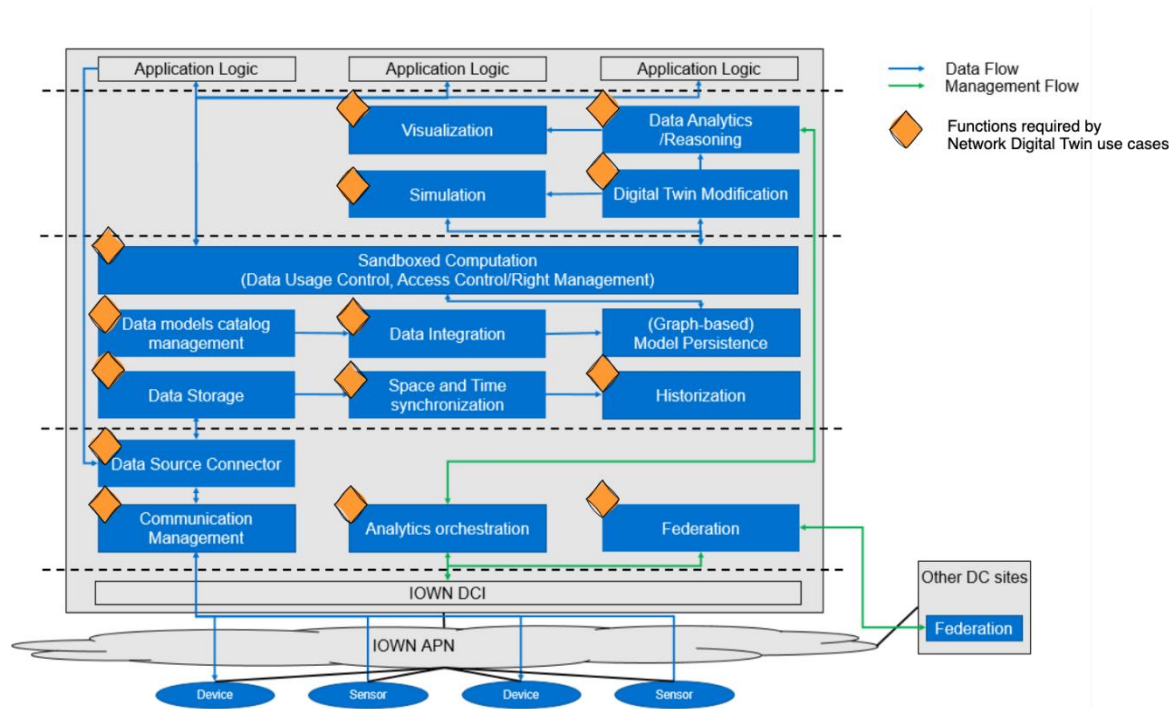 Application Logic
Application Logic
Application Logic
Data Flow
Management Flow
Functions required by
Network Digital Twin use cases
Visualization
Data Analytics
/Reasoning
Simulation
Digital Twin Modification
Sandboxed Computation
(Data Usage Control, Access Control/Right Management)
Data models catalog
management
Data Integration
(Graph-based)
Model Persistence
Data Storage
Space and Time
synchronization
Historization
Data Source Connector
Communication
Management
Analytics orchestration
Federation
IOWN DCI
Other DC sites
Federation
IOWN APN
Device
Sensor
Device
Sensor